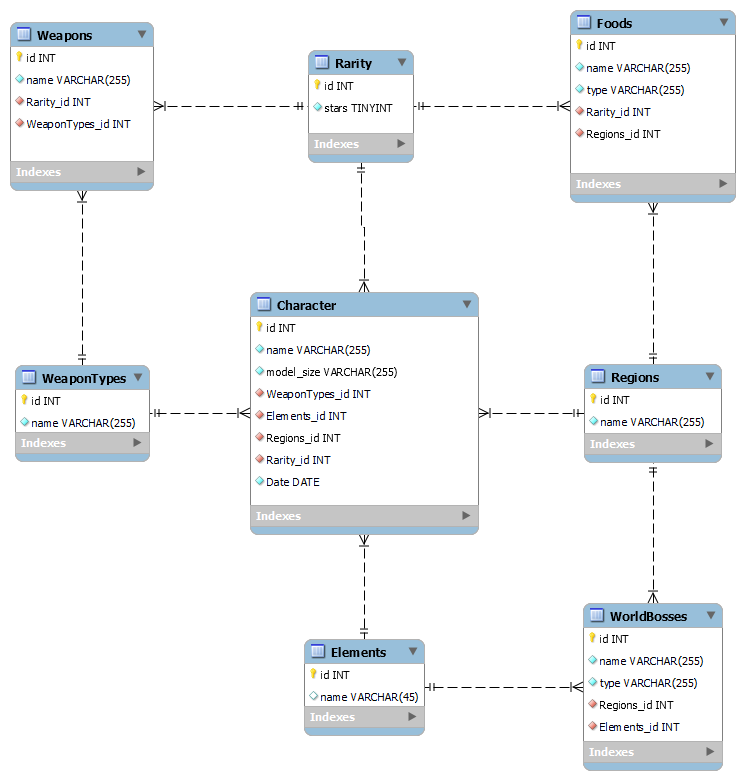 Weapons
id INT
name VARCHAR(255)
Rarity_id INT
WeaponTypes_id INT
Indexes
Rarity
id INT
stars TINYINT
Indexes
Foods
id INT
name VARCHAR(255)
type VARCHAR(255)
Rarity_id INT
Regions_id INT
Indexes
WeaponTypes
id INT
name VARCHAR(255)
Indexes
Character
id INT
name VARCHAR(255)
model_size VARCHAR(255)
WeaponTypes_id INT
Elements_id INT
Regions_id INT
Rarity_id INT
Date DATE
Indexes
Regions
id INT
name VARCHAR(255)
Indexes
Elements
id INT
name VARCHAR(45)
Indexes
WorldBosses
id INT
name VARCHAR(255)
type VARCHAR(255)
Regions_id INT
Elements_id INT
Indexes